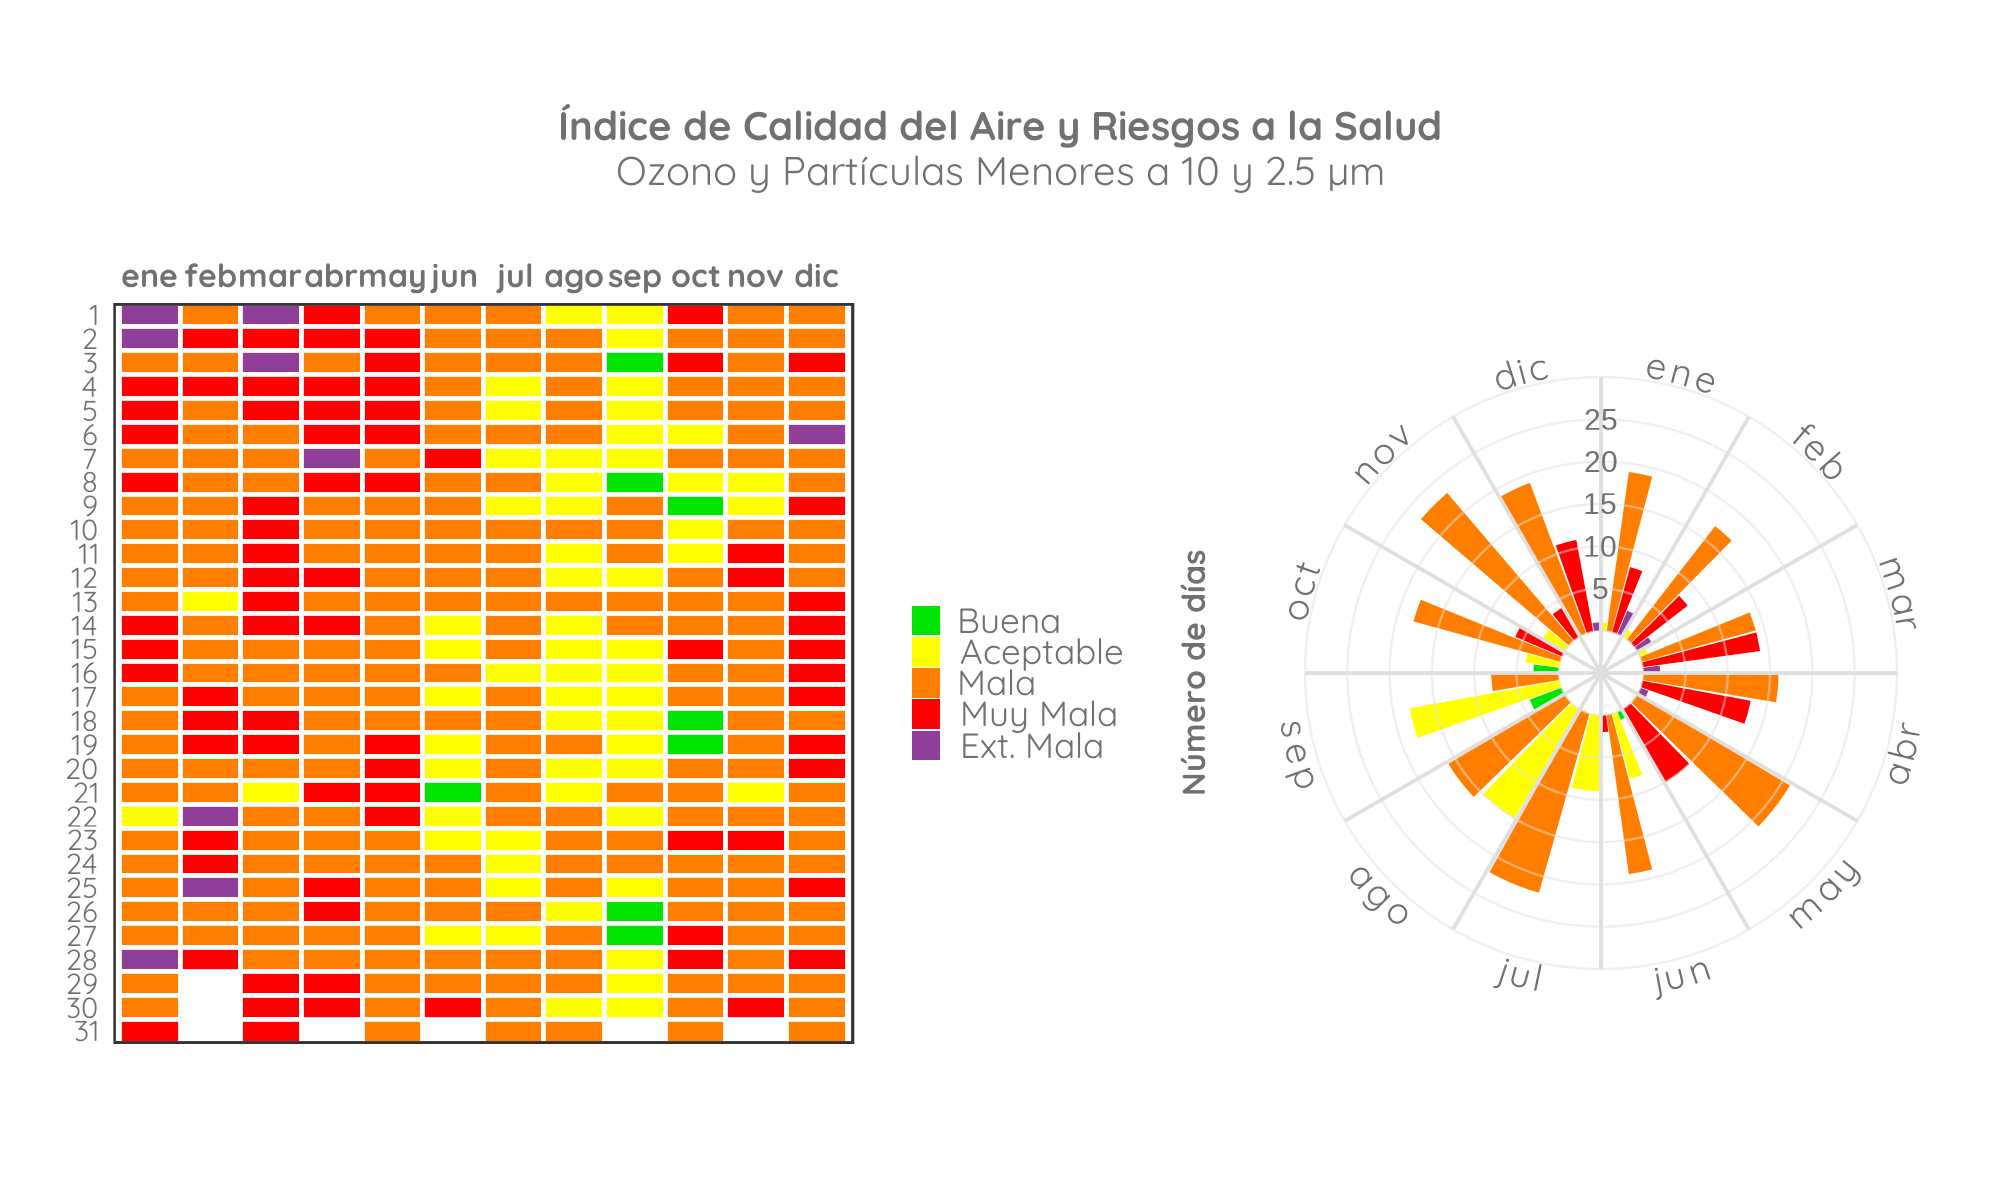 Índice de Calidad del Aire y Riesgos a la Salud
Ozono y Partículas Menores a 10 y 2.5 µm
ene feb mar abr may jun jul ago sep oct nov dic
1
2
3
4
5
6
7
8
9
10
11
12
13
14
15
16
17
18
19
20
21
22
23
24
25
26
27
28
29
30
31
Buena
Aceptable
Mala
Muy Mala
Ext. Mala
Número de días
25
20
15
10
5
ene
feb
mar
abr
may
jun
jul
ago
sep
oct
nov
dic